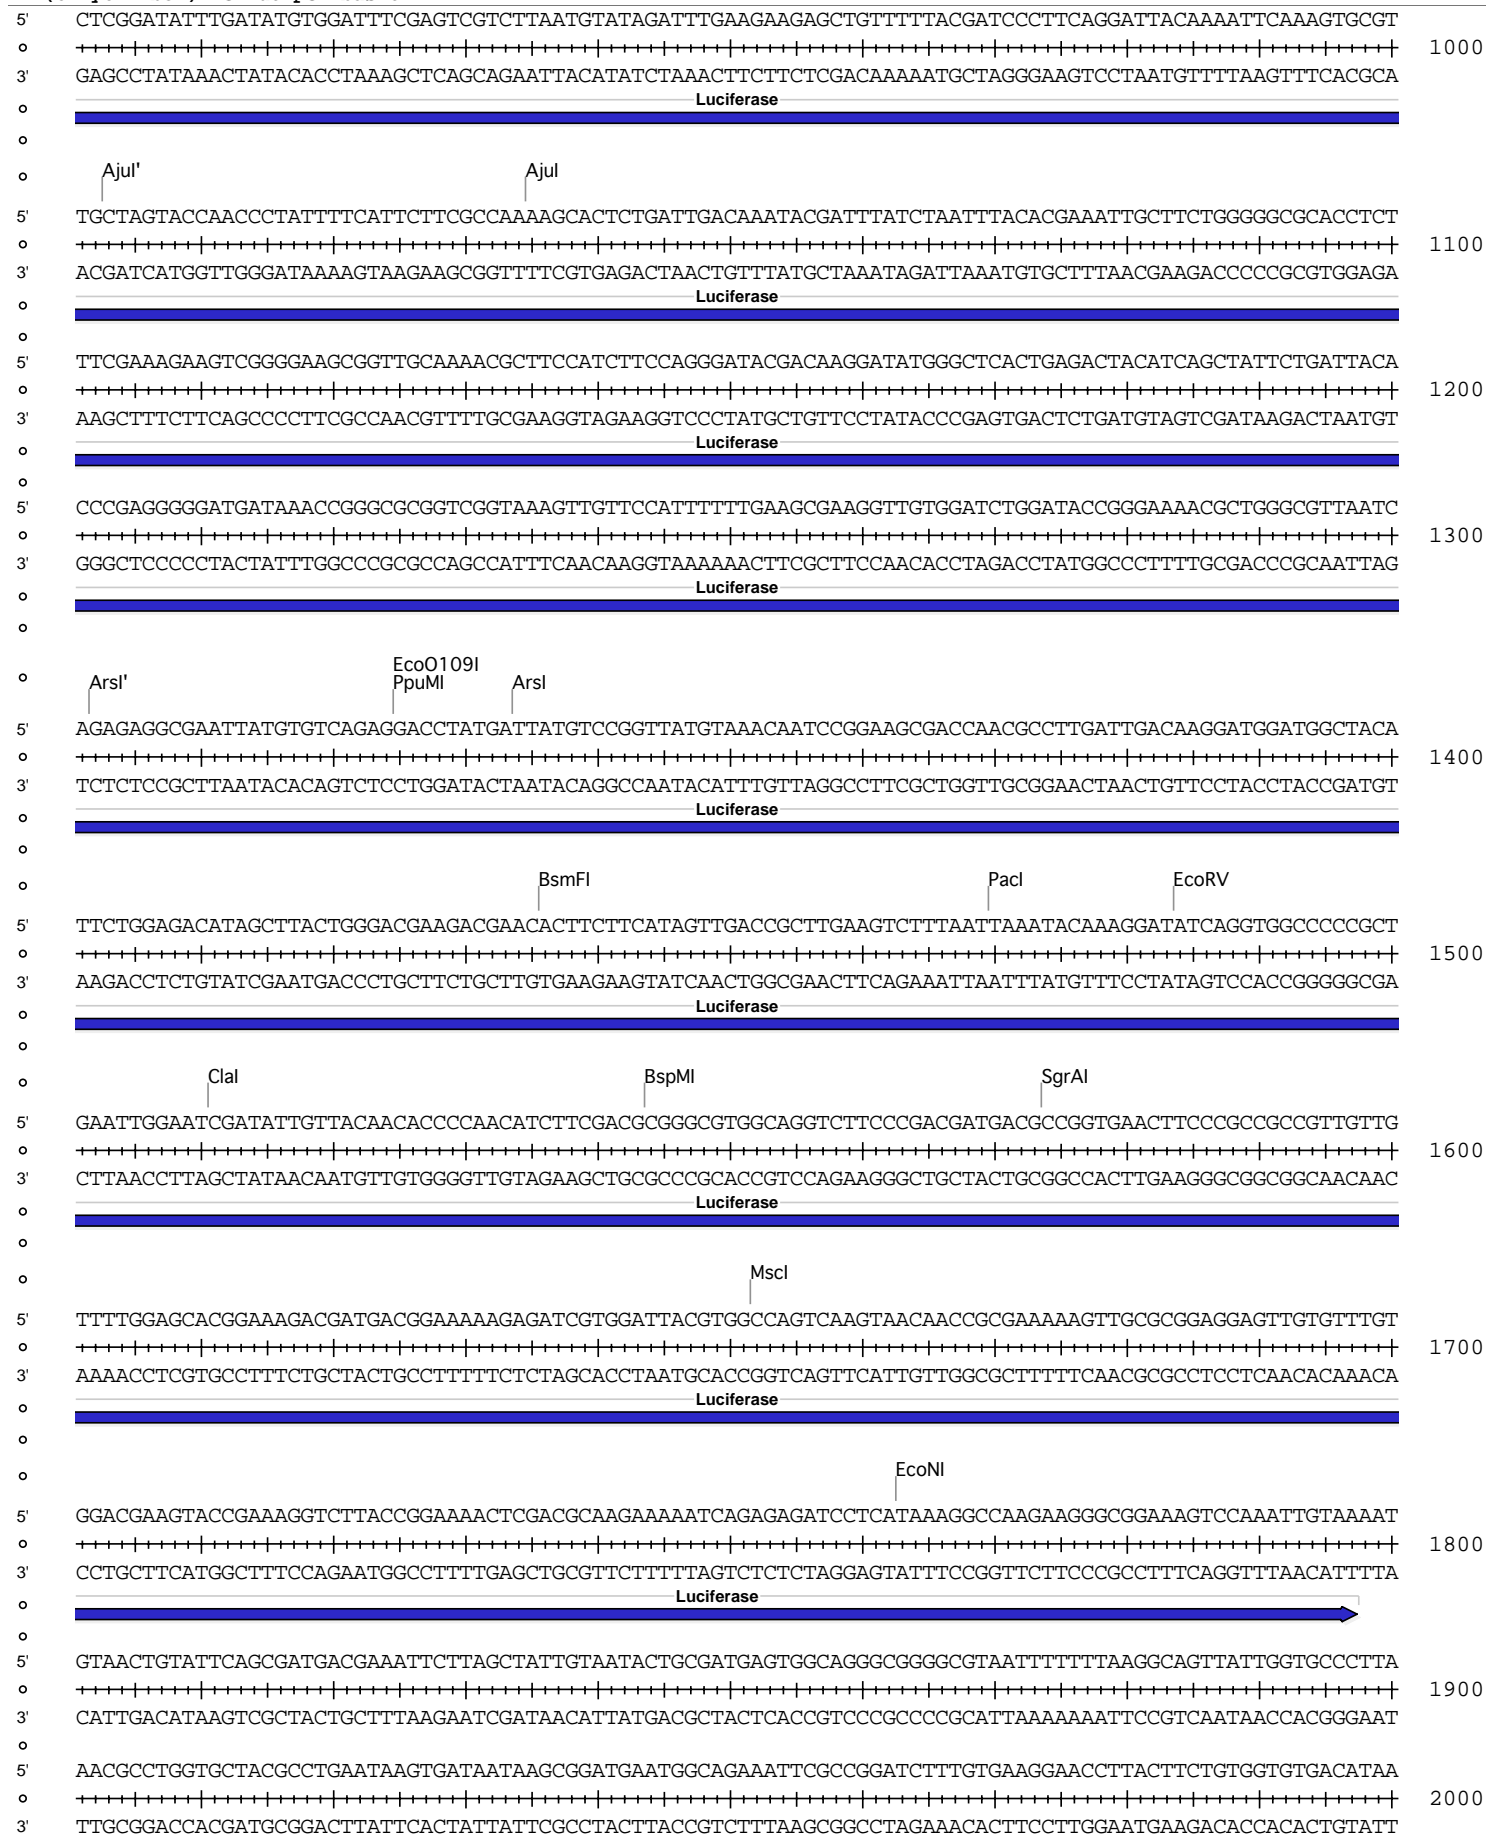 5' CTCGGATATTTGATATGTGGATTTCGAGTCGTCTTAATGTATAGATTTGAAGAAGAGCTGTTTTTACGATCCCTTCAGGATTACAAAATTCAAAGTGCGT
1000
3' GAGCCTATAAACTATACACCTAAAGCTCAGCAGAATTACATATCTAAACTTCTTCTCGACAAAAATGCTAGGGAAGTCCTAATGTTTTAAGTTTCACGCA
Luciferase
AjuI' AjuI
5' TGCTAGTACCAACCCTATTTTCATTCTTCGCCAAAAGCACTCTGATTGACAAATACGATTTATCTAATTTACACGAAATTGCTTCTGGGGGCGCACCTCT
1100
3' ACGATCATGGTTGGGATAAAAGTAAGAAGCGGTTTTCGTGAGACTAACTGTTTATGCTAAATAGATTAAATGTGCTTTAACGAAGACCCCCGCGTGGAGA
Luciferase
5' TTCGAAAGAAGTCGGGGAAGCGGTTGCAAAACGCTTCCATCTTCCAGGGATACGACAAGGATATGGGCTCACTGAGACTACATCAGCTATTCTGATTACA
1200
3' AAGCTTTCTTCAGCCCCTTCGCCAACGTTTTGCGAAGGTAGAAGGTCCCTATGCTGTTCCTATACCCGAGTGACTCTGATGTAGTCGATAAGACTAATGT
Luciferase
5' CCCGAGGGGGATGATAAACCGGGCGCGGTCGGTAAAGTTGTTCCATTTTTTGAAGCGAAGGTTGTGGATCTGGATACCGGGAAAACGCTGGGCGTTAATC
1300
3' GGGCTCCCCCTACTATTTGGCCCGCGCCAGCCATTTCAACAAGGTAAAAAACTTCGCTTCCAACACCTAGACCTATGGCCCTTTTGCGACCCGCAATTAG
Luciferase
EcoO109I
ArsI' PpuMI ArsI
5' AGAGAGGCGAATTATGTGTCAGAGGACCTATGATTATGTCCGGTTATGTAAACAATCCGGAAGCGACCAACGCCTTGATTGACAAGGATGGATGGCTACA
1400
3' TCTCTCCGCTTAATACACAGTCTCCTGGATACTAATACAGGCCAATACATTTGTTAGGCCTTCGCTGGTTGCGGAACTAACTGTTCCTACCTACCGATGT
Luciferase
BsmFI PacI EcoRV
5' TTCTGGAGACATAGCTTACTGGGACGAAGACGAACACTTCTTCATAGTTGACCGCTTGAAGTCTTTAATTAAATACAAAGGATATCAGGTGGCCCCCGCT
1500
3' AAGACCTCTGTATCGAATGACCCTGCTTCTGCTTGTGAAGAAGTATCAACTGGCGAACTTCAGAAATTAATTTATGTTTCCTATAGTCCACCGGGGGCGA
Luciferase
ClaI BspMI SgrAI
5' GAATTGGAATCGATATTGTTACAACACCCCAACATCTTCGACGCGGGCGTGGCAGGTCTTCCCGACGATGACGCCGGTGAACTTCCCGCCGCCGTTGTTG
1600
3' CTTAACCTTAGCTATAACAATGTTGTGGGGTTGTAGAAGCTGCGCCCGCACCGTCCAGAAGGGCTGCTACTGCGGCCACTTGAAGGGCGGCGGCAACAAC
Luciferase
MscI
5' TTTTGGAGCACGGAAAGACGATGACGGAAAAAGAGATCGTGGATTACGTGGCCAGTCAAGTAACAACCGCGAAAAAGTTGCGCGGAGGAGTTGTGTTTGT
1700
3' AAAACCTCGTGCCTTTCTGCTACTGCCTTTTTCTCTAGCACCTAATGCACCGGTCAGTTCATTGTTGGCGCTTTTTCAACGCGCCTCCTCAACACAAACA
Luciferase
EcoNI
5' GGACGAAGTACCGAAAGGTCTTACCGGAAAACTCGACGCAAGAAAAATCAGAGAGATCCTCATAAAGGCCAAGAAGGGCGGAAAGTCCAAATTGTAAAAT
1800
3' CCTGCTTCATGGCTTTCCAGAATGGCCTTTTGAGCTGCGTTCTTTTTAGTCTCTCTAGGAGTATTTCCGGTTCTTCCCGCCTTTCAGGTTTAACATTTTA
Luciferase
5' GTAACTGTATTCAGCGATGACGAAATTCTTAGCTATTGTAATACTGCGATGAGTGGCAGGGCGGGGCGTAATTTTTTTAAGGCAGTTATTGGTGCCCTTA
1900
3' CATTGACATAAGTCGCTACTGCTTTAAGAATCGATAACATTATGACGCTACTCACCGTCCCGCCCCGCATTAAAAAAATTCCGTCAATAACCACGGGAAT
5' AACGCCTGGTGCTACGCCTGAATAAGTGATAATAAGCGGATGAATGGCAGAAATTCGCCGGATCTTTGTGAAGGAACCTTACTTCTGTGGTGTGACATAA
2000
3' TTGCGGACCACGATGCGGACTTATTCACTATTATTCGCCTACTTACCGTCTTTAAGCGGCCTAGAAACACTTCCTTGGAATGAAGACACCACACTGTATT